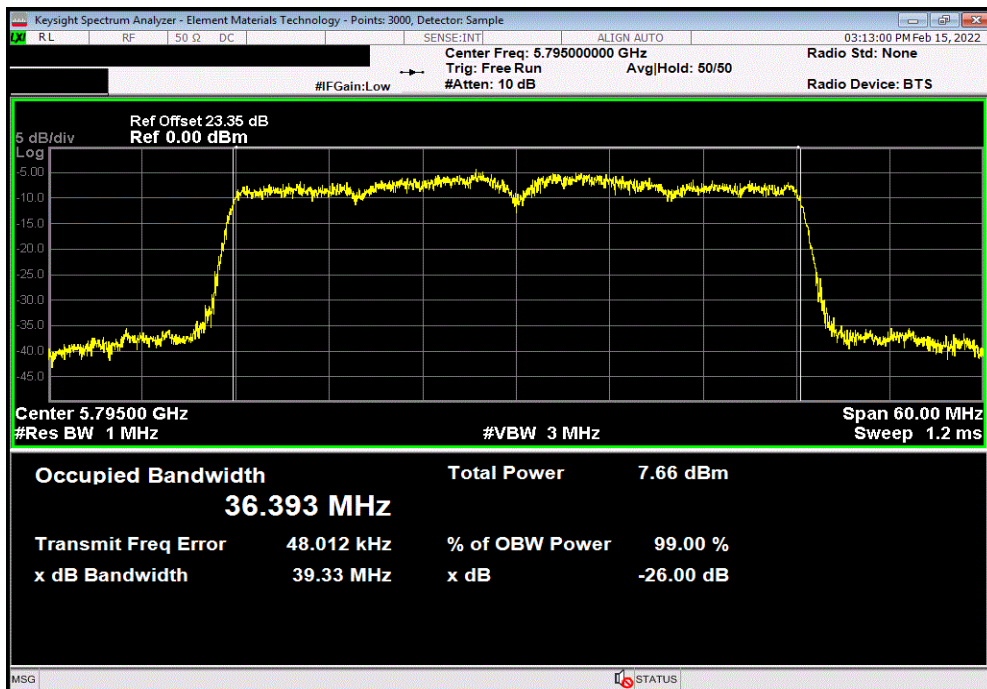 Keysight Spectrum Analyzer - Element Materials Technology - Points: 3000, Detector: Sample
LXI RL RF 50 Ω DC SENSE:INT ALIGN AUTO 03:13:00 PM Feb 15, 2022
Center Freq: 5.795000000 GHz Radio Std: None
Trig: Free Run Avg|Hold: 50/50
#IFGain:Low #Atten: 10 dB Radio Device: BTS
Ref Offset 23.35 dB
5 dB/div Ref 0.00 dBm
Log
-5.00
-10.0
-15.0
-20.0
-25.0
-30.0
-35.0
-40.0
-45.0
Center 5.79500 GHz Span 60.00 MHz
#Res BW 1 MHz #VBW 3 MHz Sweep 1.2 ms
Occupied Bandwidth Total Power 7.66 dBm
36.393 MHz
Transmit Freq Error 48.012 kHz % of OBW Power 99.00 %
x dB Bandwidth 39.33 MHz x dB -26.00 dB
MSG STATUS